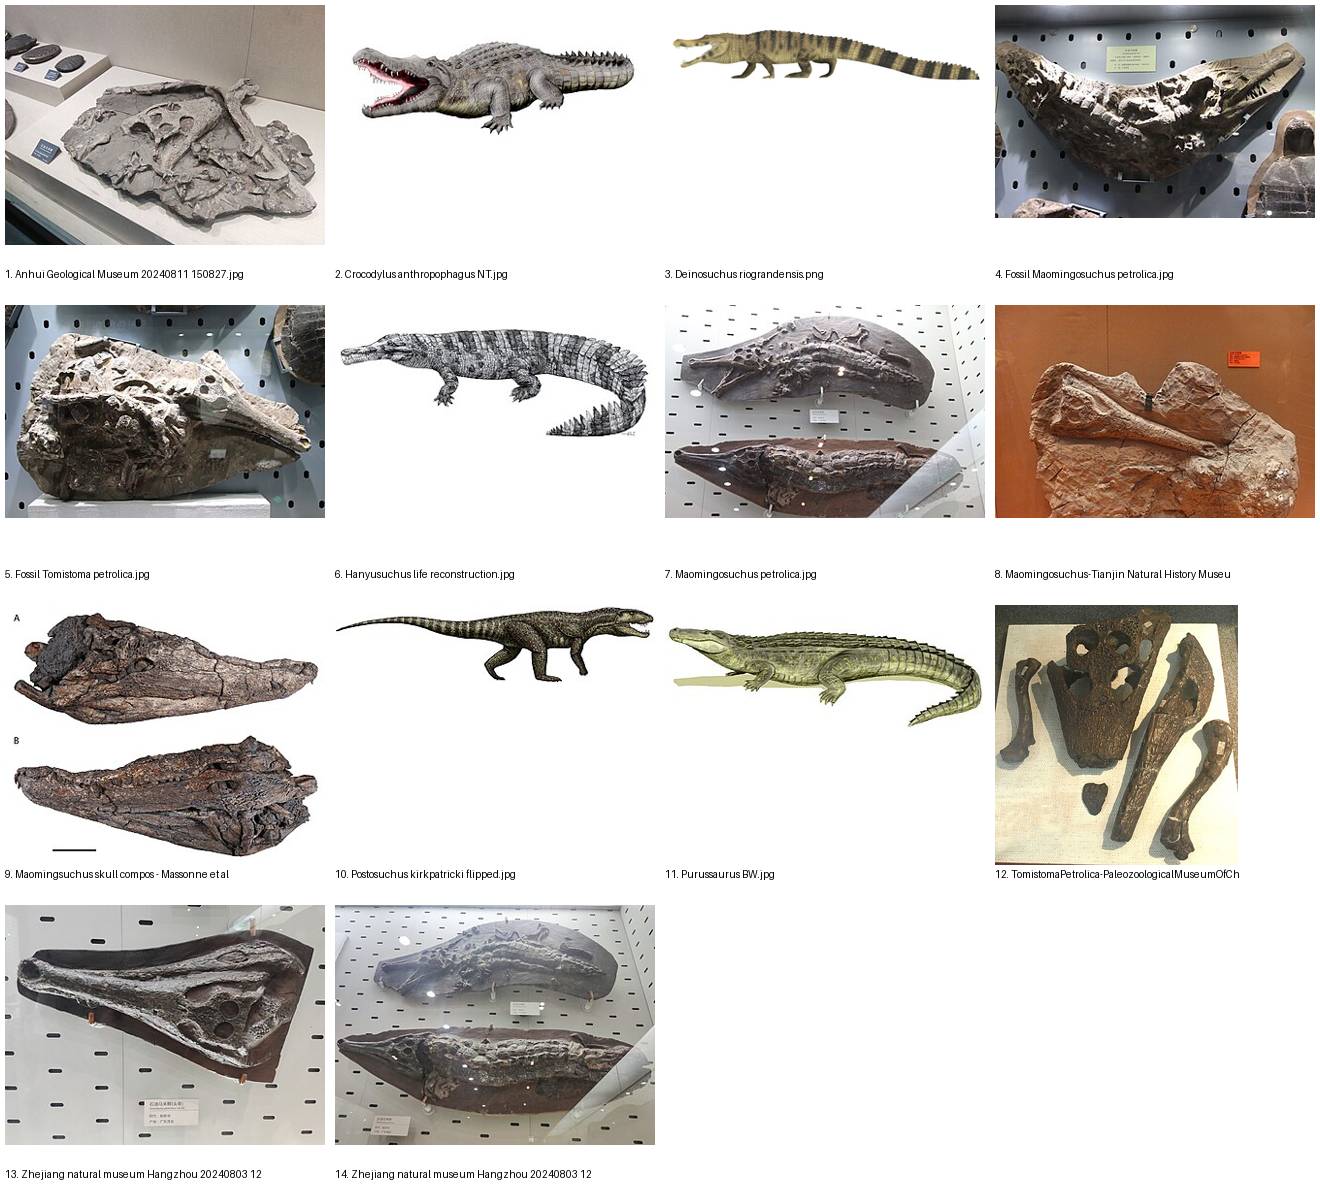 1. Anhui Geological Museum 20240811 150827.jpg
2. Crocodylus anthropophagus NT.jpg
3. Deinosuchus riograndensis.png
4. Fossil Maomingosuchus petrolica.jpg
5. Fossil Tomistoma petrolica.jpg
6. Hanyusuchus life reconstruction.jpg
7. Maomingosuchus petrolica.jpg
8. Maomingosuchus-Tianjin Natural History Museu
A
B
9. Maomingsuchus skull compos - Massonne et al
10. Postosuchus kirkpatricki flipped.jpg
11. Purussaurus BW.jpg
12. TomistomaPetrolica-PaleozoologicalMuseumOfCh
13. Zhejiang natural museum Hangzhou 20240803 12
14. Zhejiang natural museum Hangzhou 20240803 12